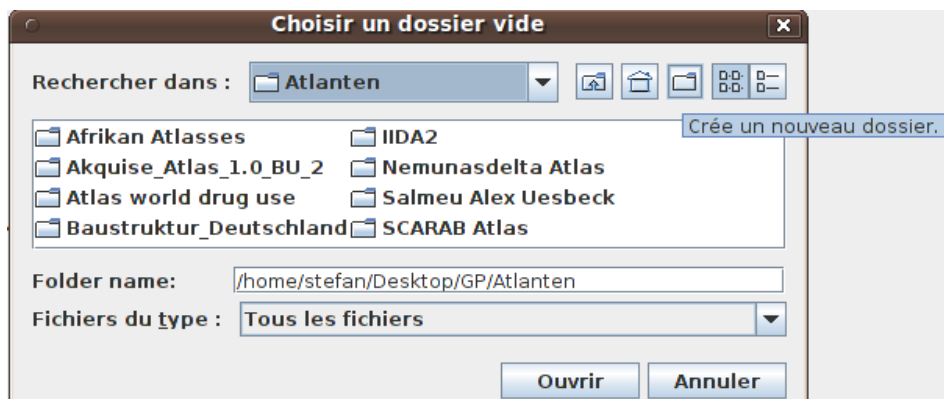 Choisir un dossier vide
Rechercher dans : Atlanten
Crée un nouveau dossier.
Afrikan Atlasses IIDA2
Akquise_Atlas_1.0_BU_2 Nemunasdelta Atlas
Atlas world drug use Salmeu Alex Uesbeck
Baustruktur_Deutschland SCARAB Atlas
Folder name: /home/stefan/Desktop/GP/Atlanten
Fichiers du type : Tous les fichiers
Ouvrir Annuler